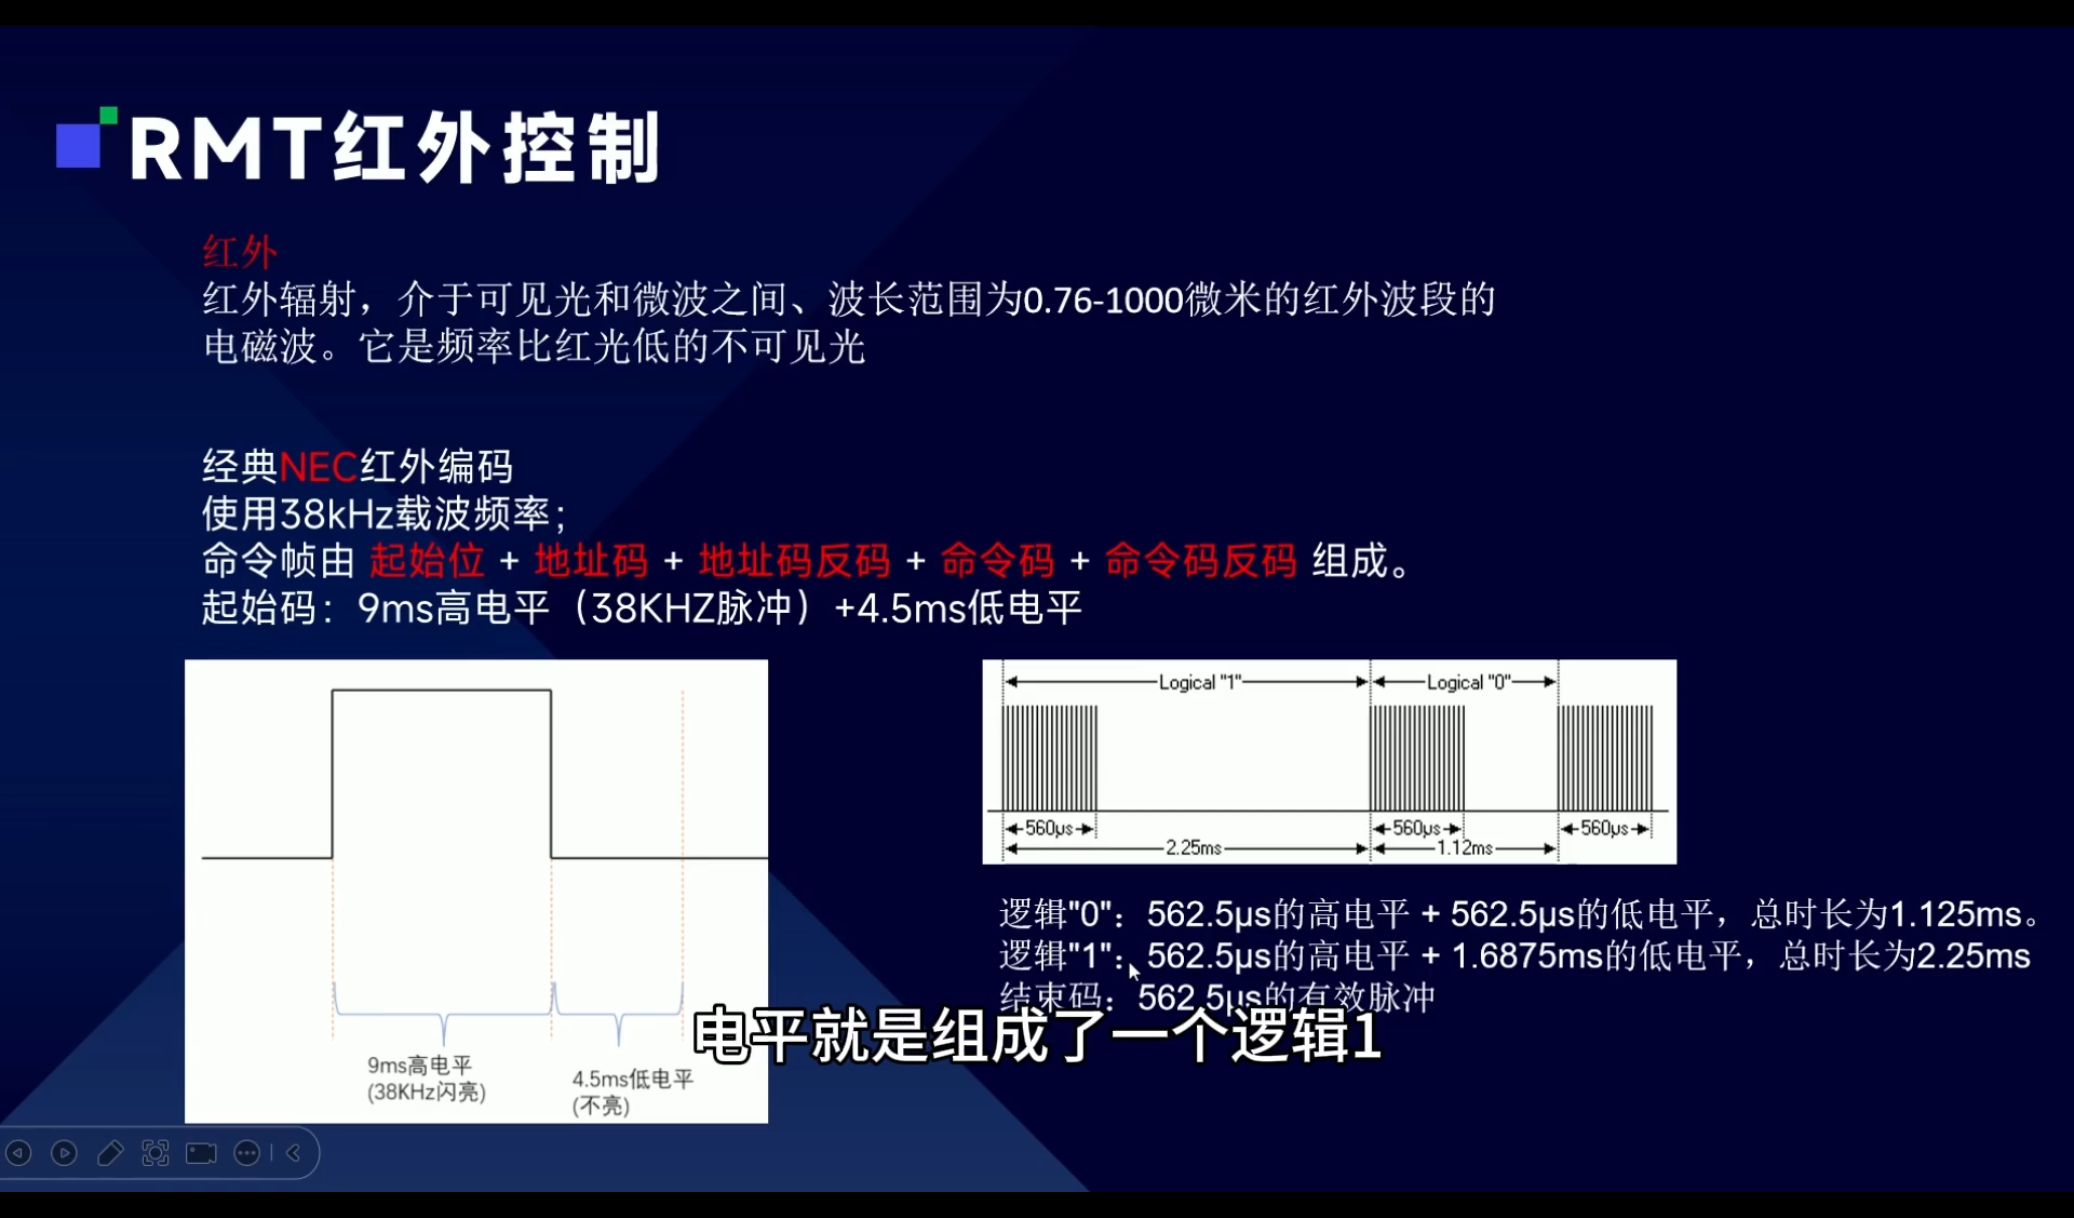 RMT红外控制
红外
红外辐射，介于可见光和微波之间、波长范围为0.76-1000微米的红外波段的
电磁波。它是频率比红光低的不可见光
经典NEC红外编码
使用38kHz载波频率；
命令帧由 起始位 + 地址码 + 地址码反码 + 命令码 + 命令码反码 组成。
起始码：9ms高电平（38KHZ脉冲）+4.5ms低电平
9ms高电平
(38KHz闪亮)
4.5ms低电平
(不亮)
Logical "1" Logical "0"
560µs 560µs 560µs
2.25ms 1.12ms
逻辑"0"：562.5µs的高电平 + 562.5µs的低电平，总时长为1.125ms。
逻辑"1"：562.5µs的高电平 + 1.6875ms的低电平，总时长为2.25ms
结束码：562.5µs的有效脉冲
电平就是组成了一个逻辑1